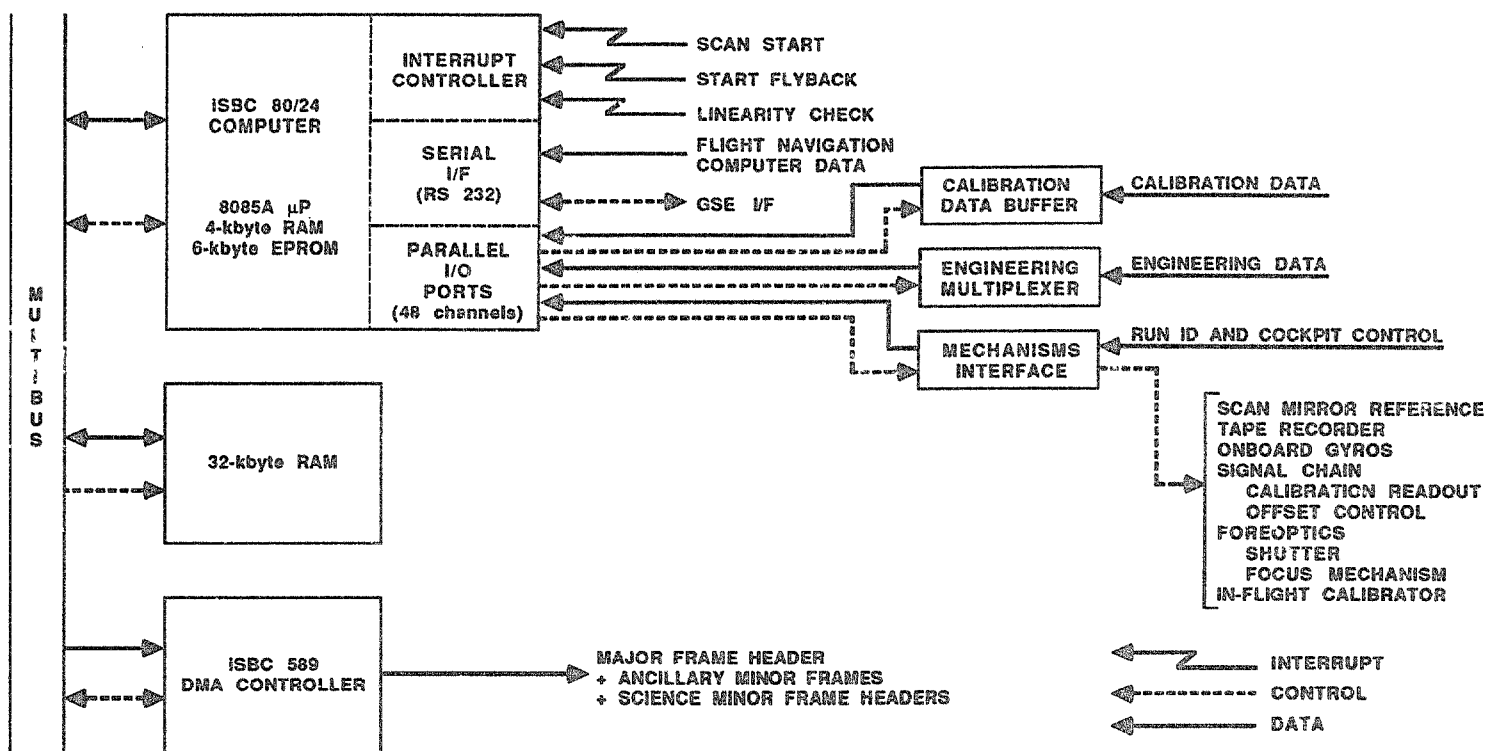 MULTIBUS
iSBC 80/24
COMPUTER
8085A μP
4-kbyte RAM
6-kbyte EPROM
INTERRUPT
CONTROLLER
SERIAL
I/F
(RS 232)
PARALLEL
I/O
PORTS
(48 channels)
SCAN START
START FLYBACK
LINEARITY CHECK
FLIGHT NAVIGATION
COMPUTER DATA
GSE I/F
CALIBRATION
DATA BUFFER
CALIBRATION DATA
ENGINEERING
MULTIPLEXER
ENGINEERING DATA
MECHANISMS
INTERFACE
RUN ID AND COCKPIT CONTROL
SCAN MIRROR REFERENCE
TAPE RECORDER
ONBOARD GYROS
SIGNAL CHAIN
CALIBRATION READOUT
OFFSET CONTROL
FOREOPTICS
SHUTTER
FOCUS MECHANISM
IN-FLIGHT CALIBRATOR
32-kbyte RAM
iSBC 589
DMA CONTROLLER
MAJOR FRAME HEADER
+ ANCILLARY MINOR FRAMES
+ SCIENCE MINOR FRAME HEADERS
INTERRUPT
CONTROL
DATA